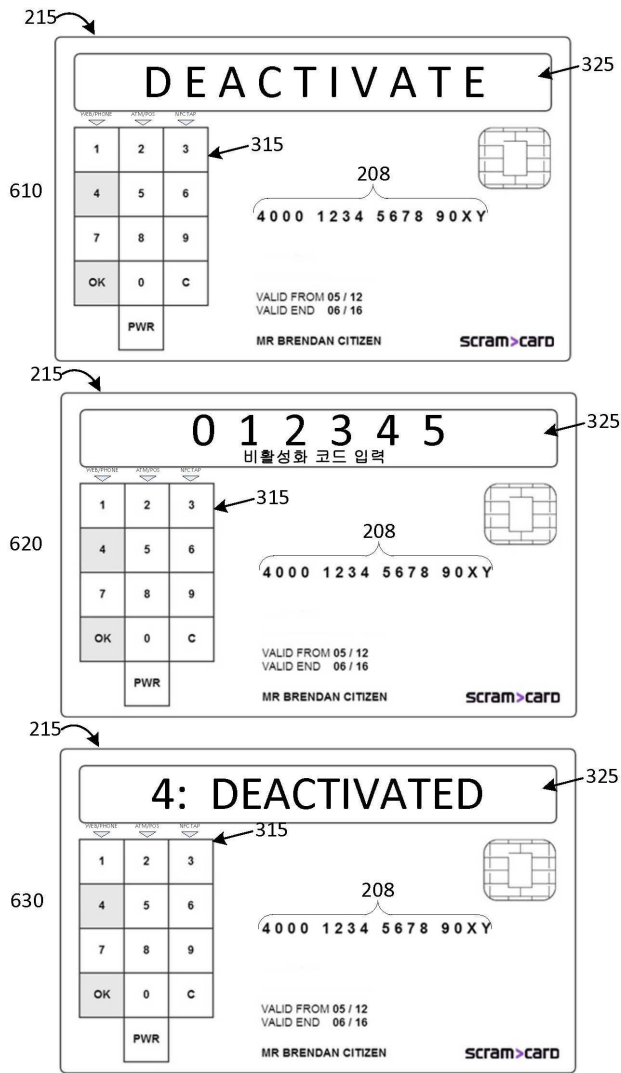 215
DEACTIVATE
325
WEB/PHONE ATM/POS NFC TAP
1 2 3
315
610
4 5 6
208
4000 1234 5678 90XY
7 8 9
OK 0 C
VALID FROM 05 / 12
VALID END 06 / 16
PWR
MR BRENDAN CITIZEN
scram>card
215
0 1 2 3 4 5
325
비활성화 코드 입력
WEB/PHONE ATM/POS NFC TAP
1 2 3
315
620
4 5 6
208
4000 1234 5678 90XY
7 8 9
OK 0 C
VALID FROM 05 / 12
VALID END 06 / 16
PWR
MR BRENDAN CITIZEN
scram>card
215
4: DEACTIVATED
325
WEB/PHONE ATM/POS NFC TAP
315
1 2 3
630
4 5 6
208
4000 1234 5678 90XY
7 8 9
OK 0 C
VALID FROM 05 / 12
VALID END 06 / 16
PWR
MR BRENDAN CITIZEN
scram>card